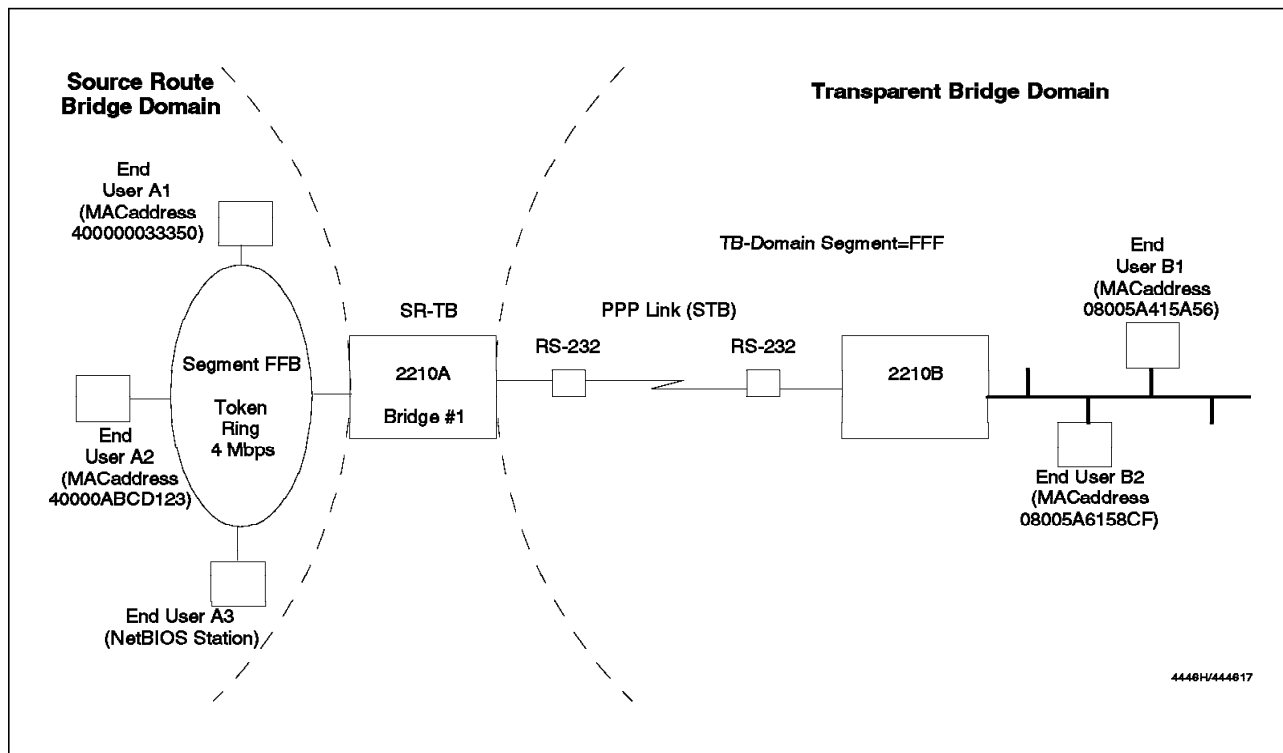 Source Route
Bridge Domain
Transparent Bridge Domain
End
User A1
(MACaddress
400000033350)
TB-Domain Segment=FFF
End
User B1
(MACaddress
08005A415A56)
SR-TB
PPP Link (STB)
RS-232
RS-232
Segment FFB
Token
Ring
4 Mbps
2210A
Bridge #1
2210B
End
User A2
(MACaddress
40000ABCD123)
End User B2
(MACaddress
08005A6158CF)
End User A3
(NetBIOS Station)
4446H/444617